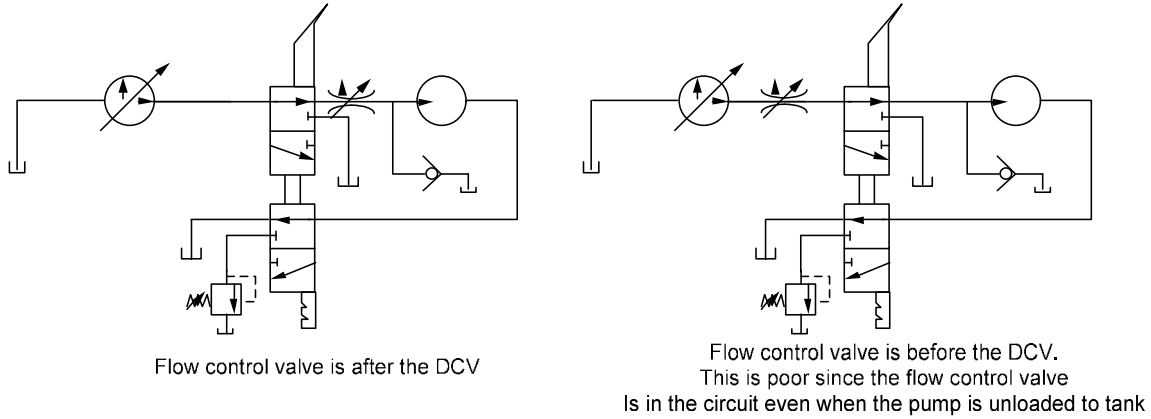 Flow control valve is after the DCV
Flow control valve is before the DCV.
This is poor since the flow control valve
Is in the circuit even when the pump is unloaded to tank